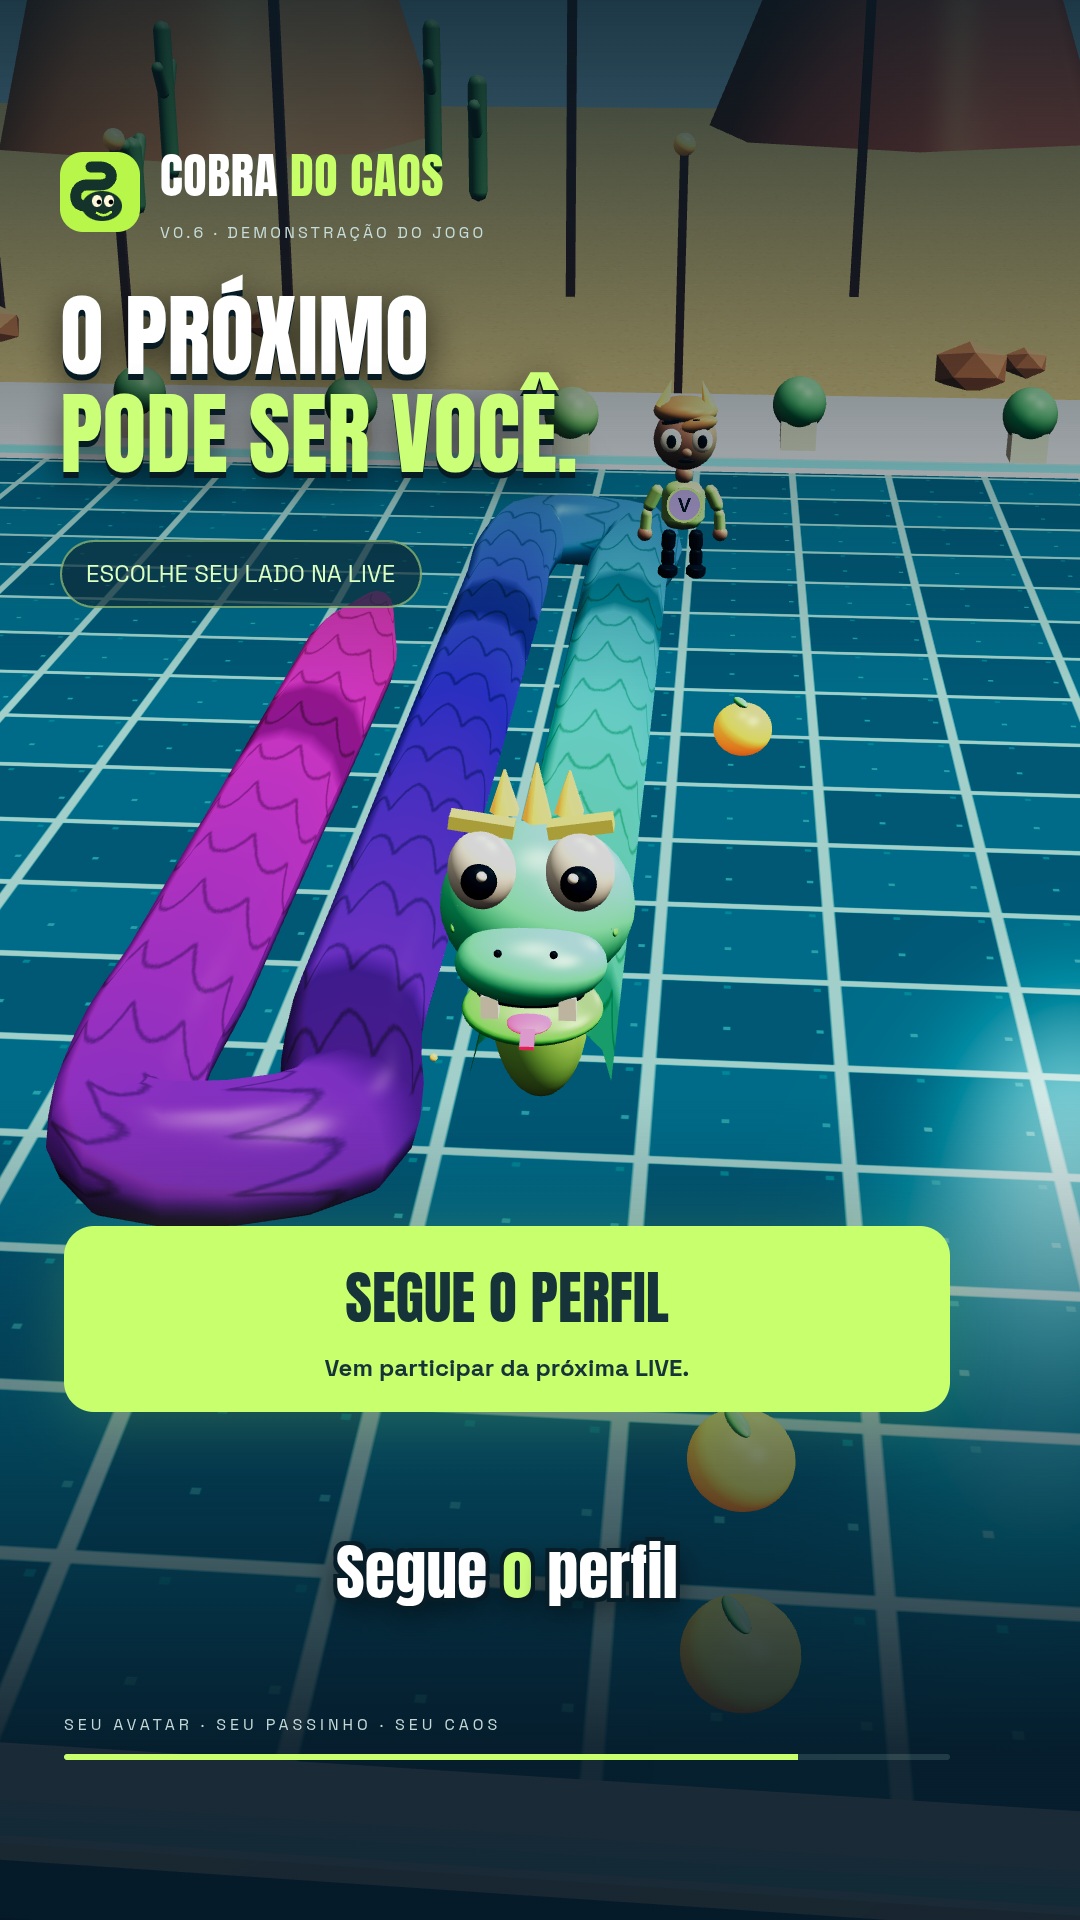 COBRA DO CAOS
V0.6 · DEMONSTRAÇÃO DO JOGO
O PRÓXIMO
PODE SER VOCÊ.
ESCOLHE SEU LADO NA LIVE
V
SEGUE O PERFIL
Vem participar da próxima LIVE.
Segue o perfil
SEU AVATAR · SEU PASSINHO · SEU CAOS